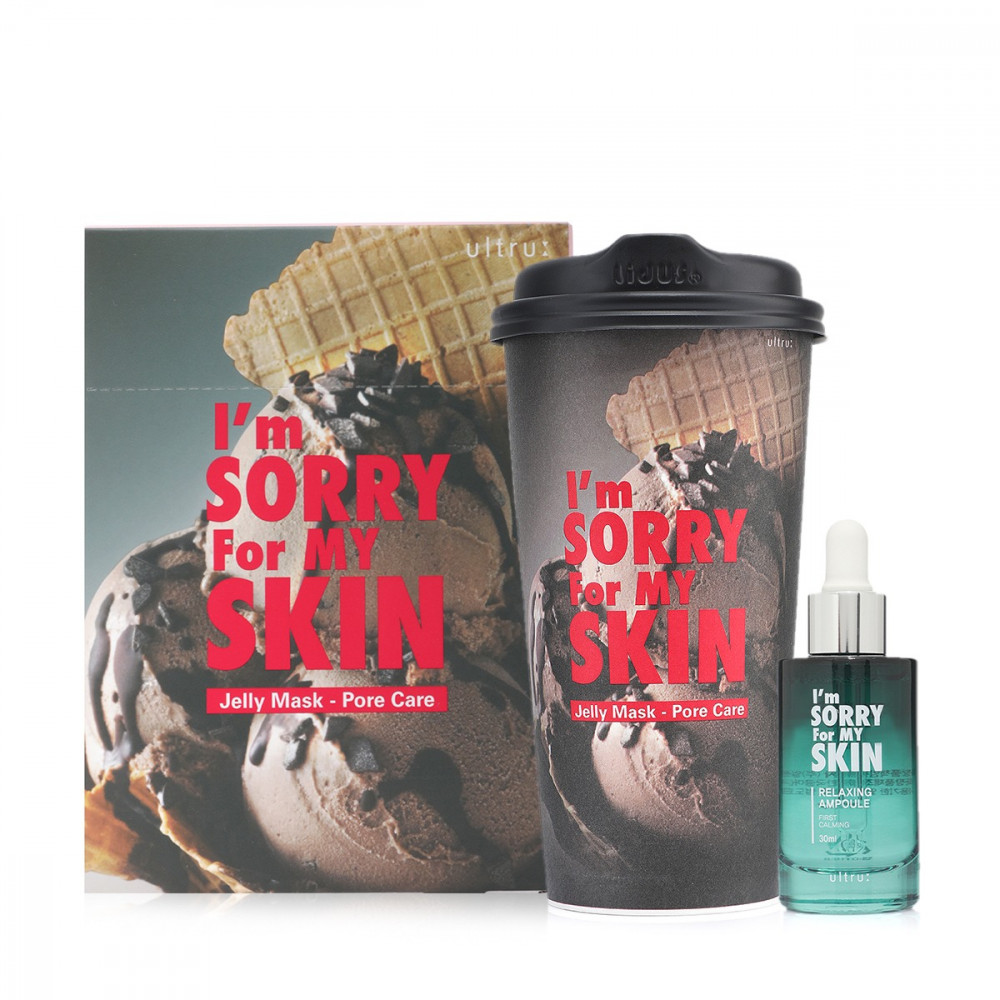 ultru:
I'm
SORRY
For MY
SKIN
Jelly Mask - Pore Care
ultru:
I'm
SORRY
For MY
SKIN
Jelly Mask - Pore Care
I'm
SORRY
For MY
SKIN
RELAXING
AMPOULE
FIRST
CALMING
30ml
ultru: